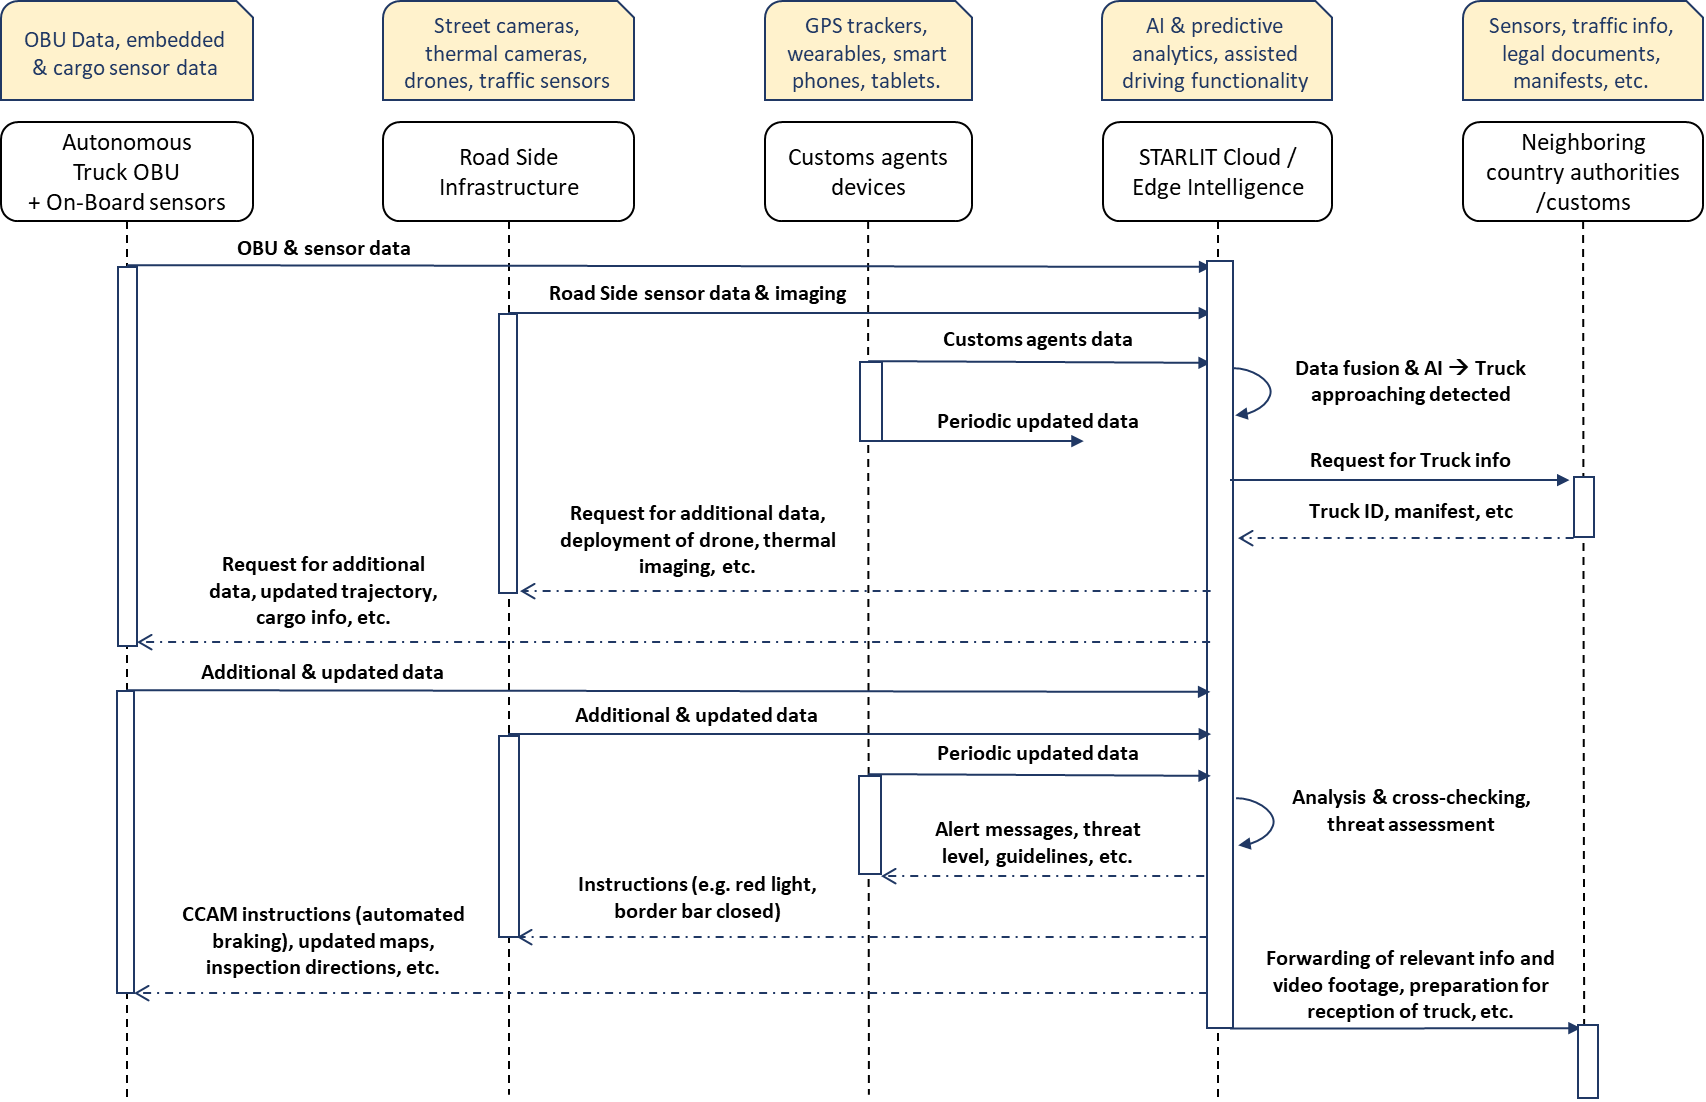 OBU Data, embedded
& cargo sensor data
Street cameras,
thermal cameras,
drones, traffic sensors
GPS trackers,
wearables, smart
phones, tablets.
AI & predictive
analytics, assisted
driving functionality
Sensors, traffic info,
legal documents,
manifests, etc.
Autonomous
Truck OBU
+ On-Board sensors
Road Side
Infrastructure
Customs agents
devices
STARLIT Cloud /
Edge Intelligence
Neighboring
country authorities
/customs
OBU & sensor data
Road Side sensor data & imaging
Customs agents data
Data fusion & AI → Truck
approaching detected
Periodic updated data
Request for Truck info
Truck ID, manifest, etc
Request for additional data,
deployment of drone, thermal
imaging, etc.
Request for additional
data, updated trajectory,
cargo info, etc.
Additional & updated data
Additional & updated data
Periodic updated data
Analysis & cross-checking,
threat assessment
Alert messages, threat
level, guidelines, etc.
Instructions (e.g. red light,
border bar closed)
CCAM instructions (automated
braking), updated maps,
inspection directions, etc.
Forwarding of relevant info and
video footage, preparation for
reception of truck, etc.